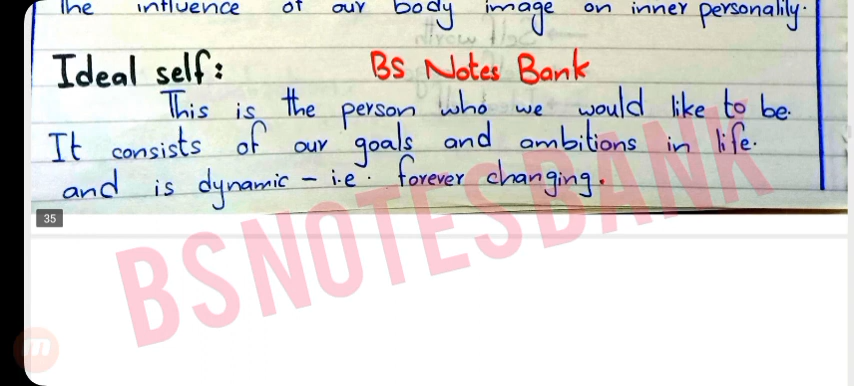 The influence of our body image on inner personality.
Ideal self:
BS Notes Bank
This is the person who we would like to be.
It consists of our goals and ambitions in life.
and is dynamic - i.e. forever changing.
35
BSNOTESBANK
m